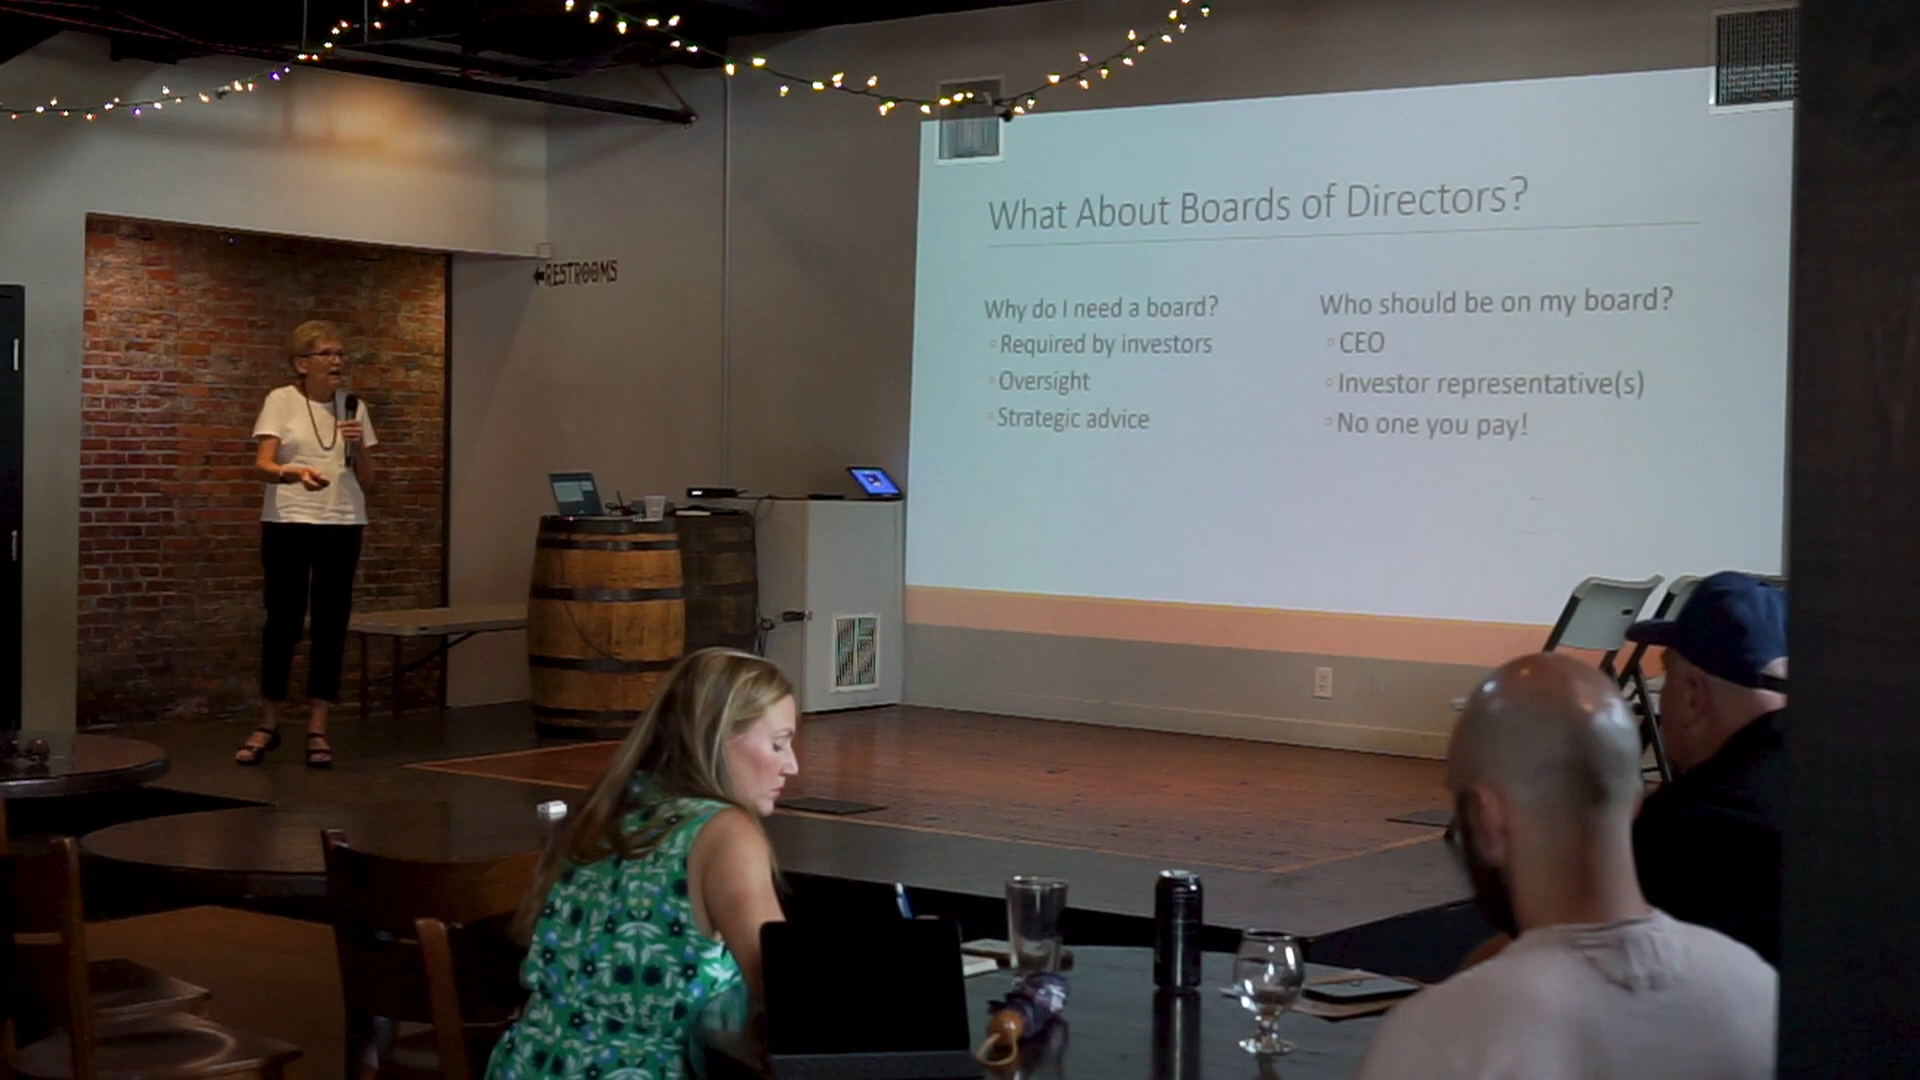 RESTROOMS
What About Boards of Directors?
Why do I need a board?
Required by investors
Oversight
Strategic advice
Who should be on my board?
CEO
Investor representative(s)
No one you pay!